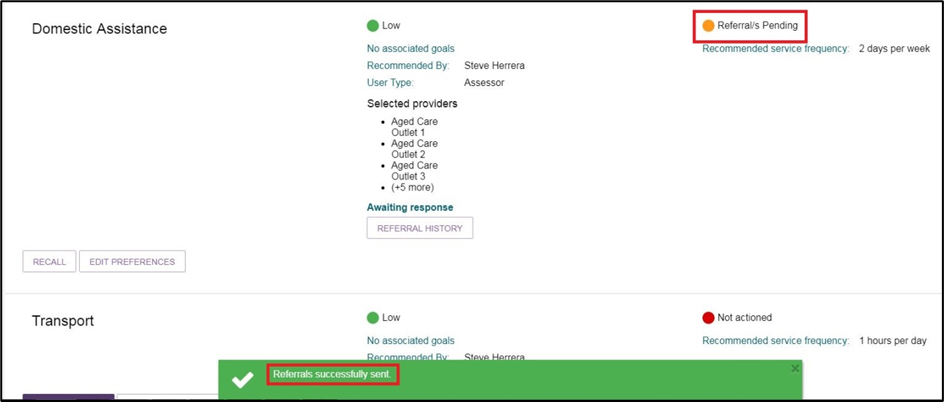 Domestic Assistance
Low
Referral/s Pending
No associated goals
Recommended service frequency: 2 days per week
Recommended By: Steve Herrera
User Type: Assessor
Selected providers
Aged Care
Outlet 1
Aged Care
Outlet 2
Aged Care
Outlet 3
(+5 more)
Awaiting response
REFERRAL HISTORY
RECALL
EDIT PREFERENCES
Transport
Low
Not actioned
No associated goals
Recommended service frequency: 1 hours per day
Recommended By: Steve Herrera
Referrals successfully sent.